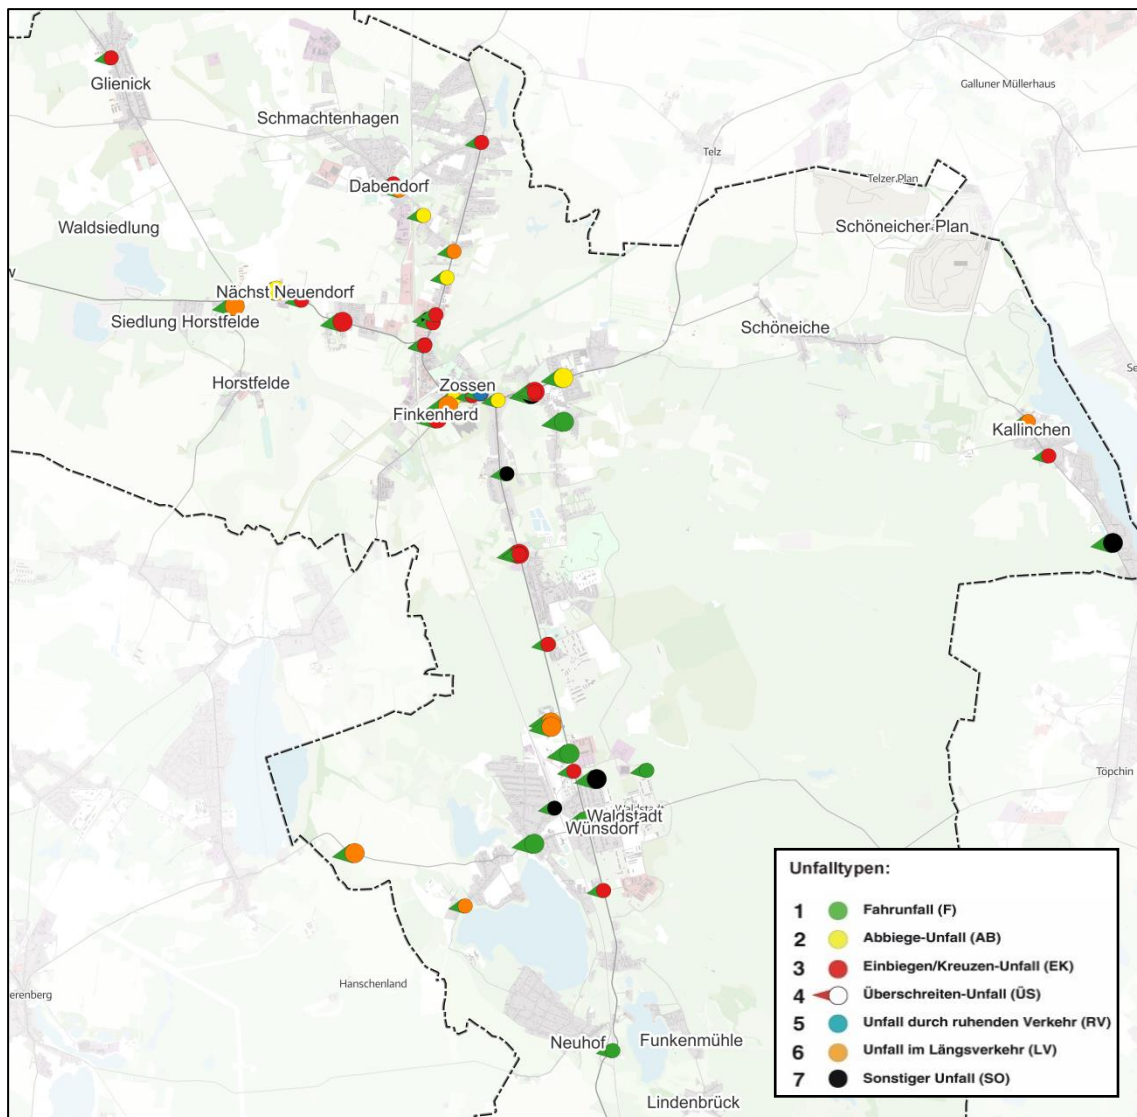 Glienick
Galluner Müllerhaus
Schmachtenhagen
Telz
Telzer Plan
Dabendorf
Waldsiedlung
Schöneicher Plan
Nächst Neuendorf
Siedlung Horstfelde
Schöneiche
Horstfelde
Zossen
Finkenherd
Kallinchen
Töpchin
Waldstadt
Waldstadt
Wünsdorf
Hanschenland
Neuhof
Funkenmühle
Lindenbrück
Unfalltypen:
1 Fahrunfall (F)
2 Abbiege-Unfall (AB)
3 Einbiegen/Kreuzen-Unfall (EK)
4 Überschreiten-Unfall (ÜS)
5 Unfall durch ruhenden Verkehr (RV)
6 Unfall im Längsverkehr (LV)
7 Sonstiger Unfall (SO)